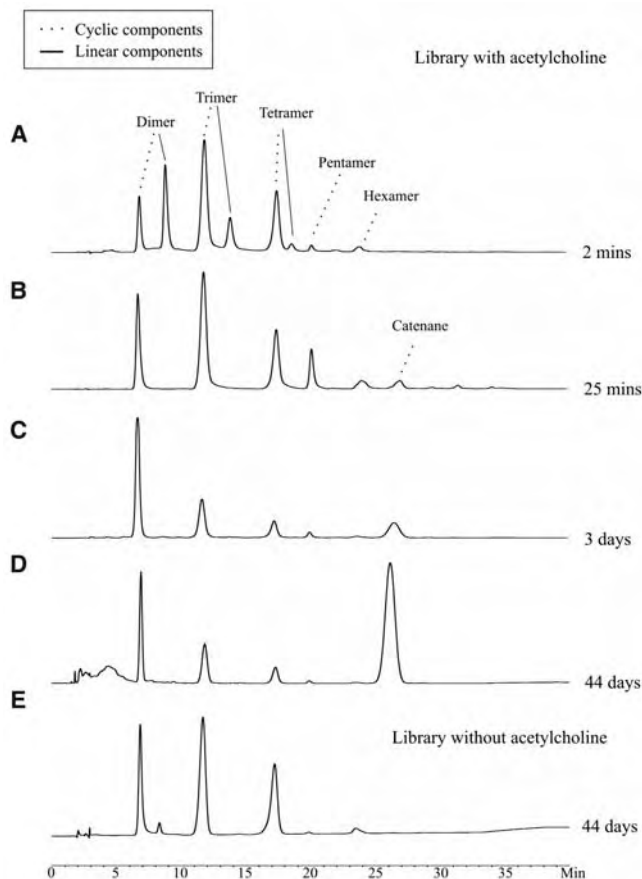 Cyclic components
Linear components
Library with acetylcholine
A
Dimer
Trimer
Tetramer
Pentamer
Hexamer
2 mins
B
Catenane
25 mins
C
3 days
D
44 days
E
Library without acetylcholine
44 days
0 5 10 15 20 25 30 35 Min